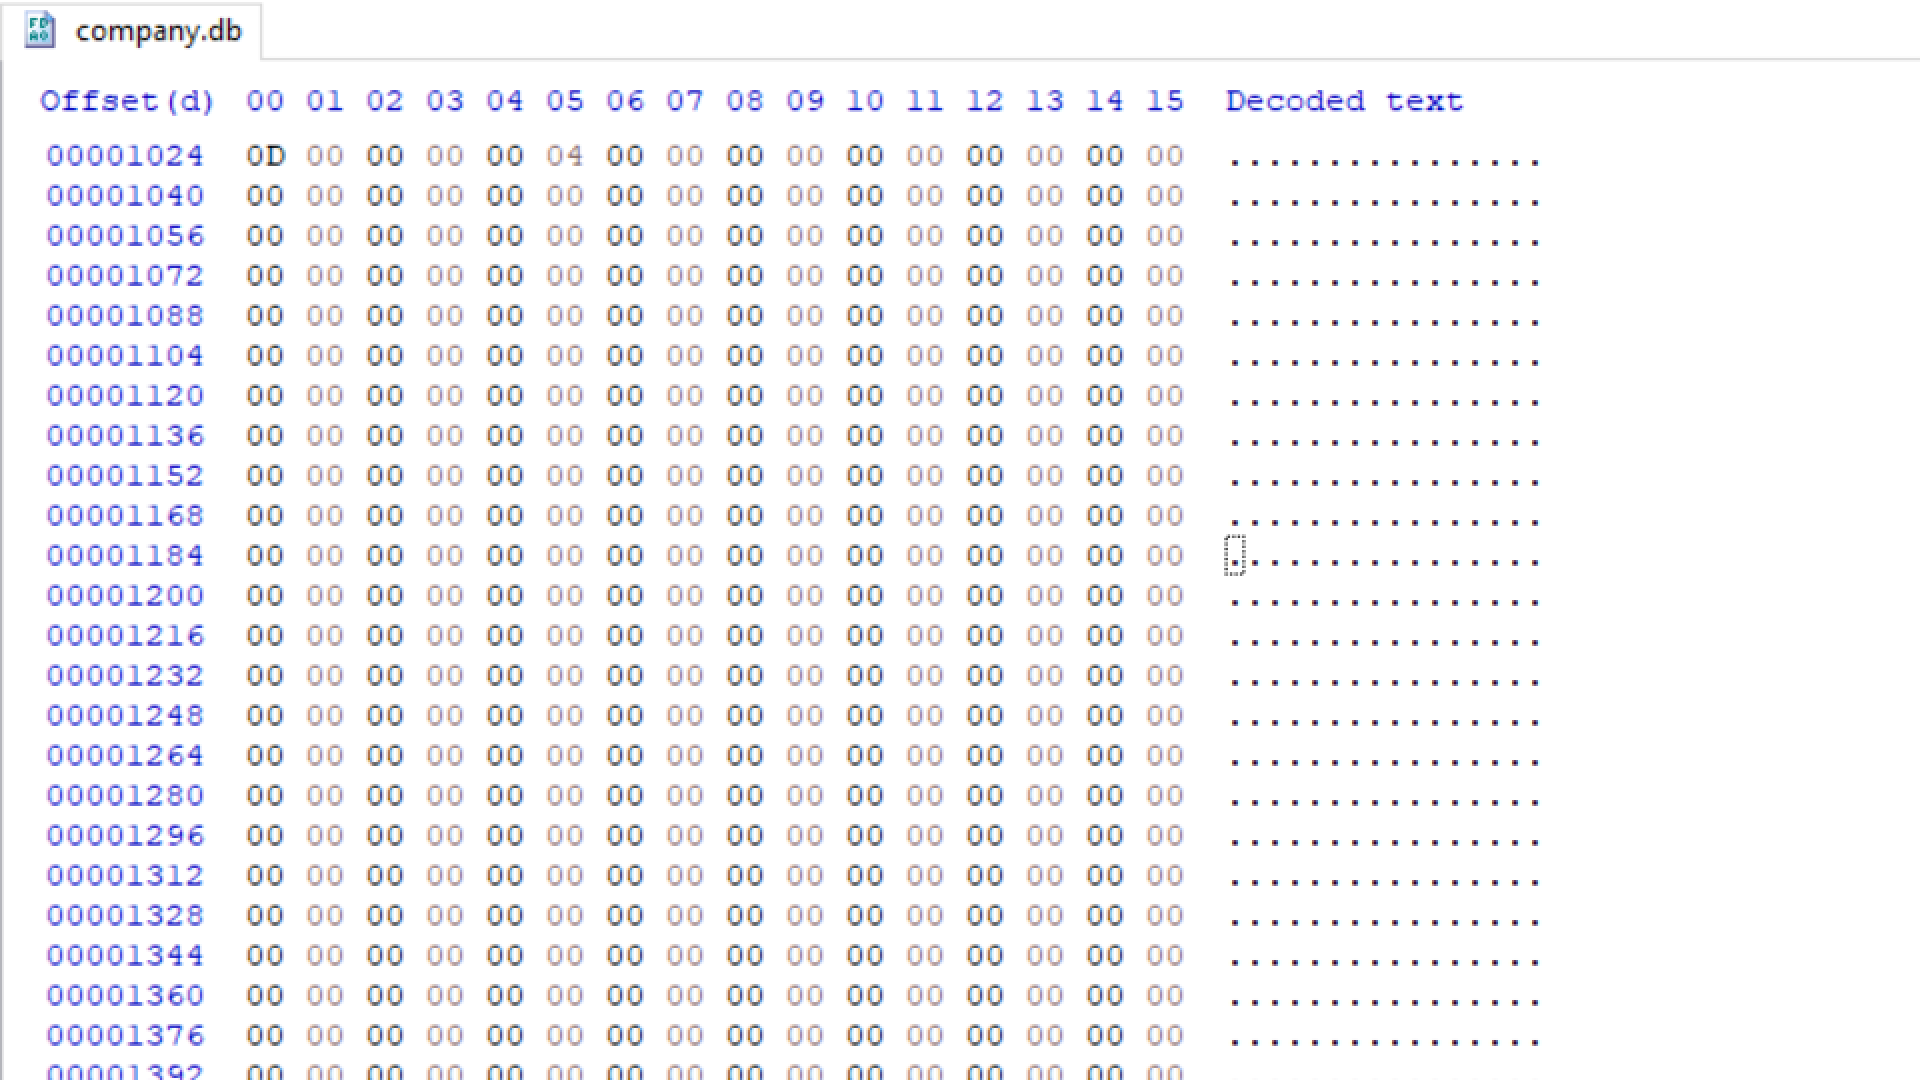 company.db
Offset(d) 00 01 02 03 04 05 06 07 08 09 10 11 12 13 14 15 Decoded text
00001024 0D 00 00 00 00 04 00 00 00 00 00 00 00 00 00 00 ................
00001040 00 00 00 00 00 00 00 00 00 00 00 00 00 00 00 00 ................
00001056 00 00 00 00 00 00 00 00 00 00 00 00 00 00 00 00 ................
00001072 00 00 00 00 00 00 00 00 00 00 00 00 00 00 00 00 ................
00001088 00 00 00 00 00 00 00 00 00 00 00 00 00 00 00 00 ................
00001104 00 00 00 00 00 00 00 00 00 00 00 00 00 00 00 00 ................
00001120 00 00 00 00 00 00 00 00 00 00 00 00 00 00 00 00 ................
00001136 00 00 00 00 00 00 00 00 00 00 00 00 00 00 00 00 ................
00001152 00 00 00 00 00 00 00 00 00 00 00 00 00 00 00 00 ................
00001168 00 00 00 00 00 00 00 00 00 00 00 00 00 00 00 00 ................
00001184 00 00 00 00 00 00 00 00 00 00 00 00 00 00 00 00 ................
00001200 00 00 00 00 00 00 00 00 00 00 00 00 00 00 00 00 ................
00001216 00 00 00 00 00 00 00 00 00 00 00 00 00 00 00 00 ................
00001232 00 00 00 00 00 00 00 00 00 00 00 00 00 00 00 00 ................
00001248 00 00 00 00 00 00 00 00 00 00 00 00 00 00 00 00 ................
00001264 00 00 00 00 00 00 00 00 00 00 00 00 00 00 00 00 ................
00001280 00 00 00 00 00 00 00 00 00 00 00 00 00 00 00 00 ................
00001296 00 00 00 00 00 00 00 00 00 00 00 00 00 00 00 00 ................
00001312 00 00 00 00 00 00 00 00 00 00 00 00 00 00 00 00 ................
00001328 00 00 00 00 00 00 00 00 00 00 00 00 00 00 00 00 ................
00001344 00 00 00 00 00 00 00 00 00 00 00 00 00 00 00 00 ................
00001360 00 00 00 00 00 00 00 00 00 00 00 00 00 00 00 00 ................
00001376 00 00 00 00 00 00 00 00 00 00 00 00 00 00 00 00 ................
00001392 00 00 00 00 00 00 00 00 00 00 00 00 00 00 00 00